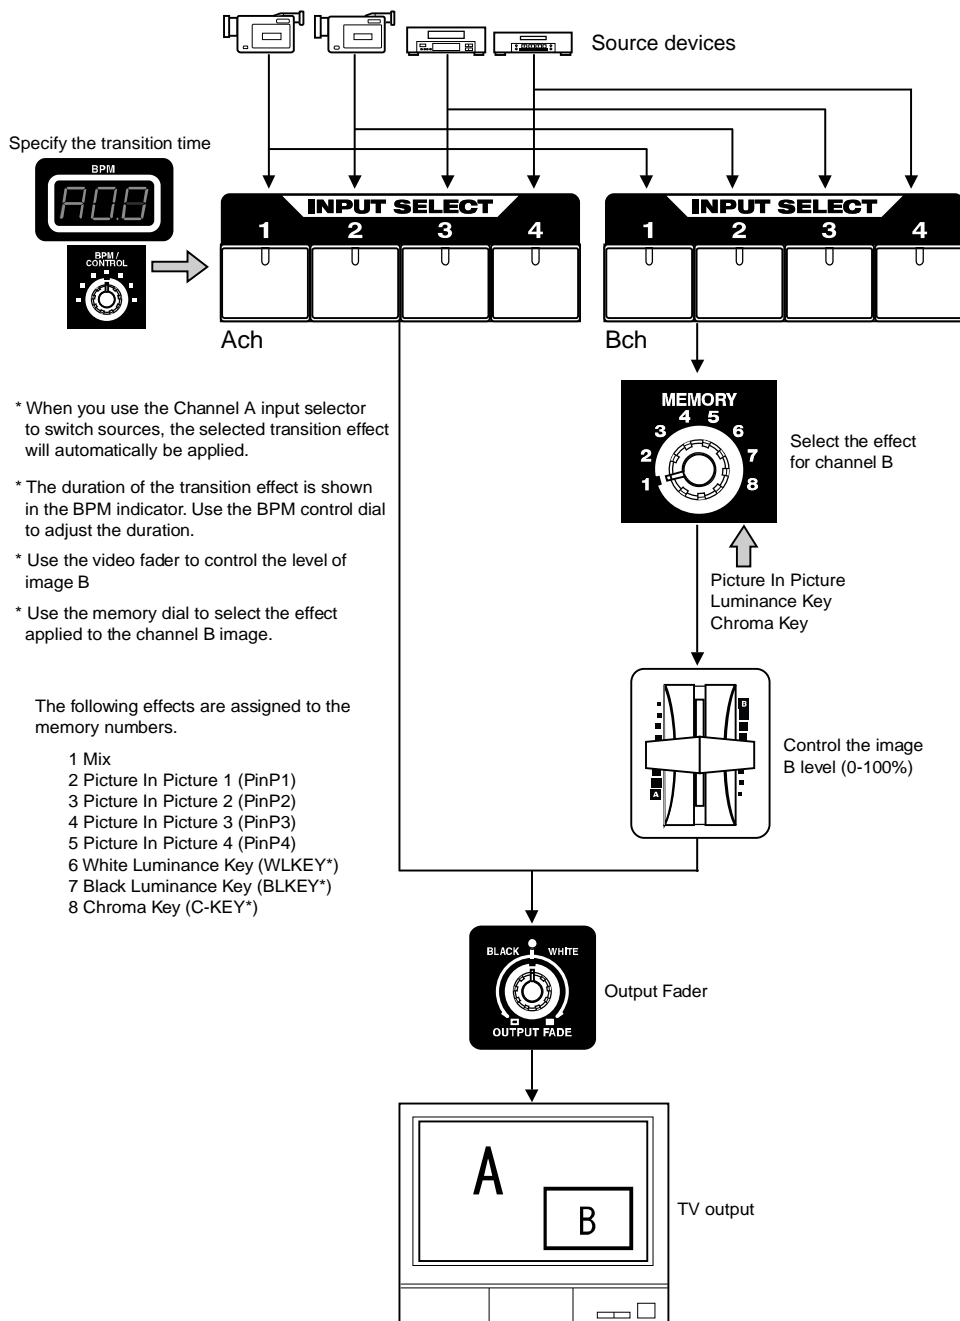 Source devices
Specify the transition time
BPM
A0.0
BPM /
CONTROL
INPUT SELECT
1 2 3 4
Ach
INPUT SELECT
1 2 3 4
Bch
* When you use the Channel A input selector
to switch sources, the selected transition effect
will automatically be applied.
* The duration of the transition effect is shown
in the BPM indicator. Use the BPM control dial
to adjust the duration.
* Use the video fader to control the level of
image B
* Use the memory dial to select the effect
applied to the channel B image.
MEMORY
1 2 3 4 5 6 7 8
Select the effect
for channel B
Picture In Picture
Luminance Key
Chroma Key
The following effects are assigned to the
memory numbers.
1 Mix
2 Picture In Picture 1 (PinP1)
3 Picture In Picture 2 (PinP2)
4 Picture In Picture 3 (PinP3)
5 Picture In Picture 4 (PinP4)
6 White Luminance Key (WLKEY*)
7 Black Luminance Key (BLKEY*)
8 Chroma Key (C-KEY*)
B
A
Control the image
B level (0-100%)
BLACK WHITE
OUTPUT FADE
Output Fader
A
B
TV output